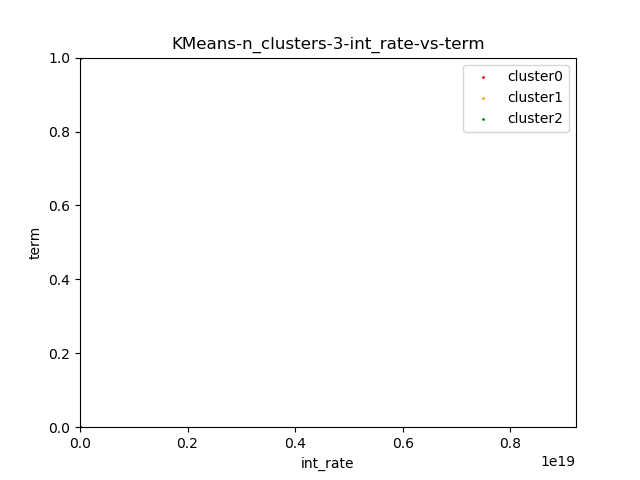 KMeans-n_clusters-3-int_rate-vs-term
cluster0
cluster1
cluster2
1.0
0.8
0.6
0.4
0.2
0.0
term
0.0 0.2 0.4 0.6 0.8
1e19
int_rate